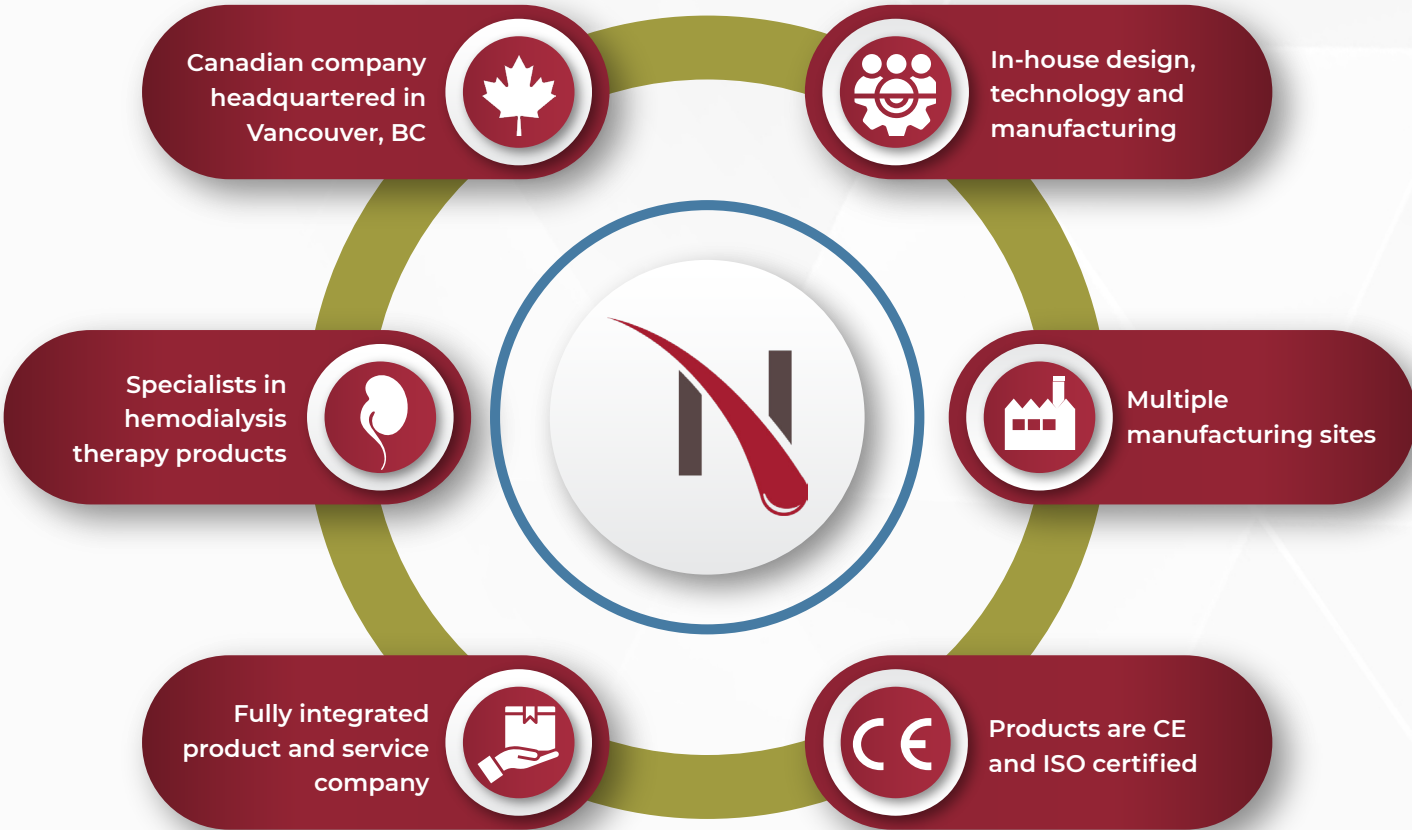 Canadian company
headquartered in
Vancouver, BC
In-house design,
technology and
manufacturing
Specialists in
hemodialysis
therapy products
N
Multiple
manufacturing sites
Fully integrated
product and service
company
CE
Products are CE
and ISO certified